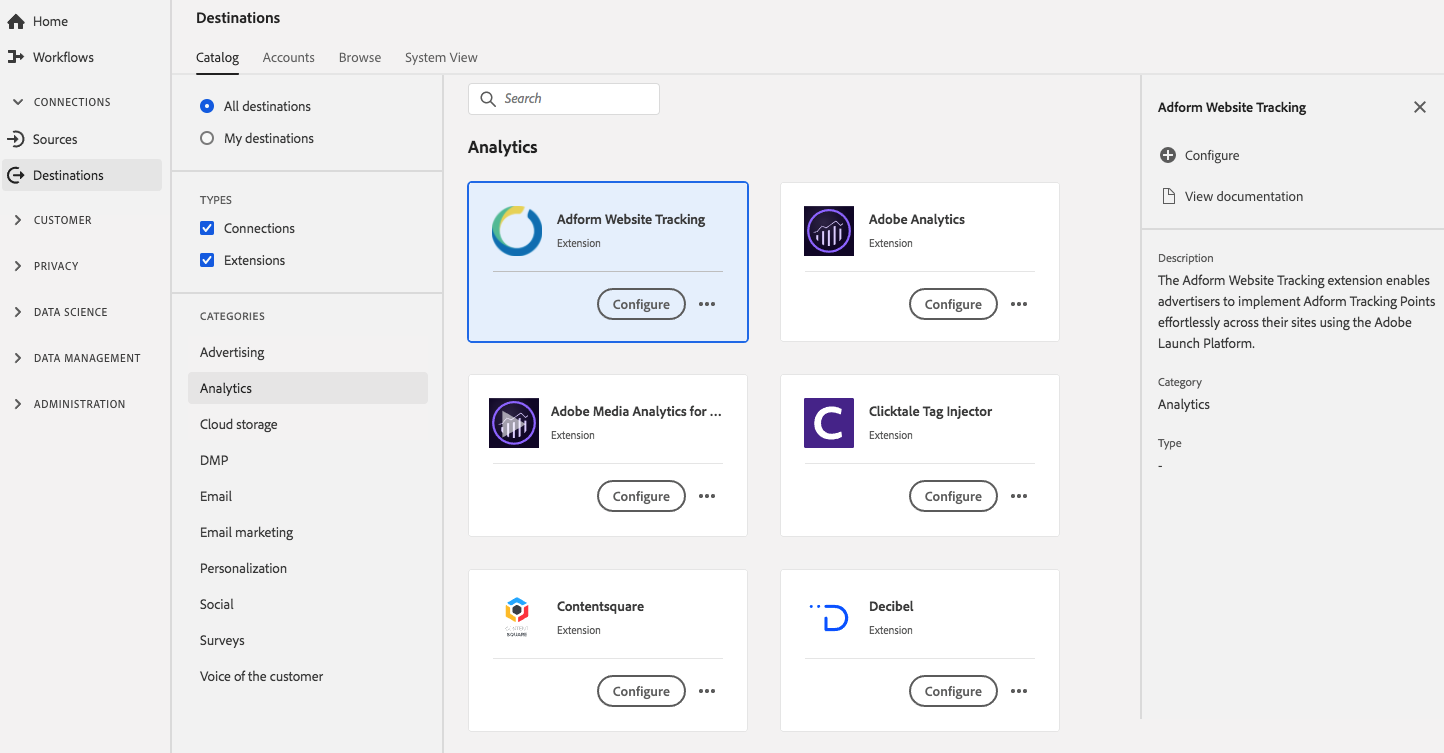 Home
Workflows
CONNECTIONS
Sources
Destinations
CUSTOMER
PRIVACY
DATA SCIENCE
DATA MANAGEMENT
ADMINISTRATION
Destinations
Catalog Accounts Browse System View
All destinations
My destinations
TYPES
Connections
Extensions
CATEGORIES
Advertising
Analytics
Cloud storage
DMP
Email
Email marketing
Personalization
Social
Surveys
Voice of the customer
Search
Analytics
Adform Website Tracking
Extension
Configure
Adobe Analytics
Extension
Configure
Adobe Media Analytics for ...
Extension
Configure
Clicktale Tag Injector
Extension
Configure
Contentsquare
Extension
Configure
Decibel
Extension
Configure
Adform Website Tracking
Configure
View documentation
Description
The Adform Website Tracking extension enables
advertisers to implement Adform Tracking Points
effortlessly across their sites using the Adobe
Launch Platform.
Category
Analytics
Type
-